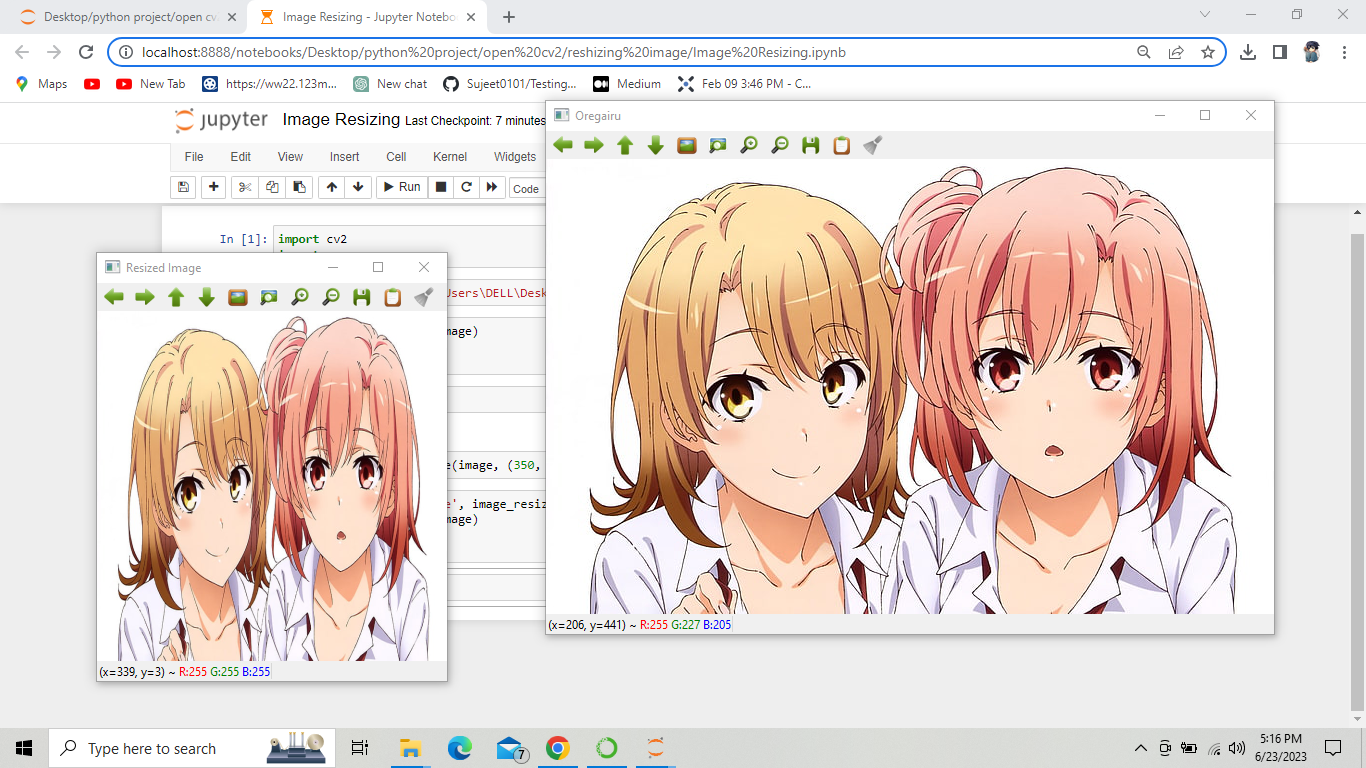 Desktop/python project/open cv
Image Resizing - Jupyter Notebo
localhost:8888/notebooks/Desktop/python%20project/open%20cv2/reshizing%20image/Image%20Resizing.ipynb
Maps
New Tab
https://ww22.123m...
New chat
Sujeet0101/Testing...
Medium
Feb 09 3:46 PM - C...
jupyter Image Resizing Last Checkpoint: 7 minutes
File Edit View Insert Cell Kernel Widgets
Run Code
In [1]: import cv2
Users\DELL\Desk
mage)
e(image, (350,
e', image_resiz
mage)
Resized Image
(x=339, y=3) ~ R:255 G:255 B:255
Oregairu
(x=206, y=441) ~ R:255 G:227 B:205
Type here to search
7
5:16 PM
6/23/2023